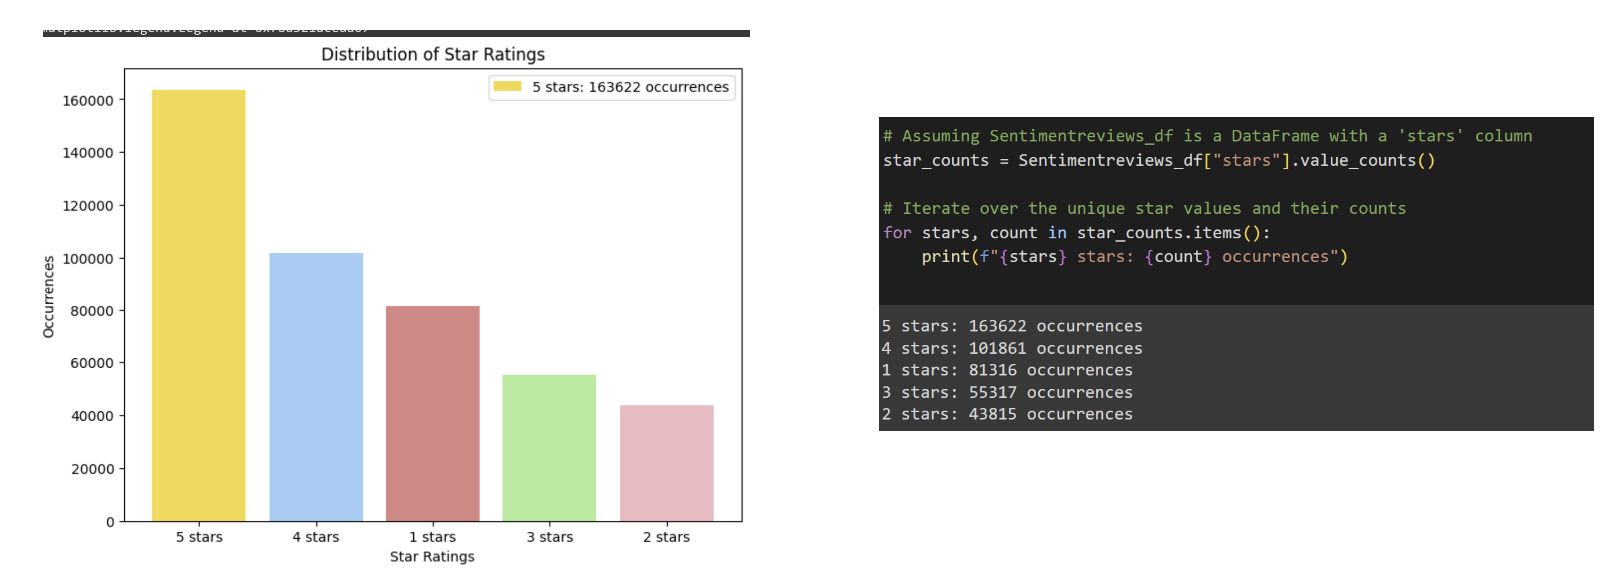 Distribution of Star Ratings
5 stars: 163622 occurrences
160000
140000
120000
100000
80000
60000
40000
20000
0
Occurrences
5 stars 4 stars 1 stars 3 stars 2 stars
Star Ratings
# Assuming Sentimentreviews_df is a DataFrame with a 'stars' column
star_counts = Sentimentreviews_df["stars"].value_counts()
# Iterate over the unique star values and their counts
for stars, count in star_counts.items():
    print(f"{stars} stars: {count} occurrences")
5 stars: 163622 occurrences
4 stars: 101861 occurrences
1 stars: 81316 occurrences
3 stars: 55317 occurrences
2 stars: 43815 occurrences